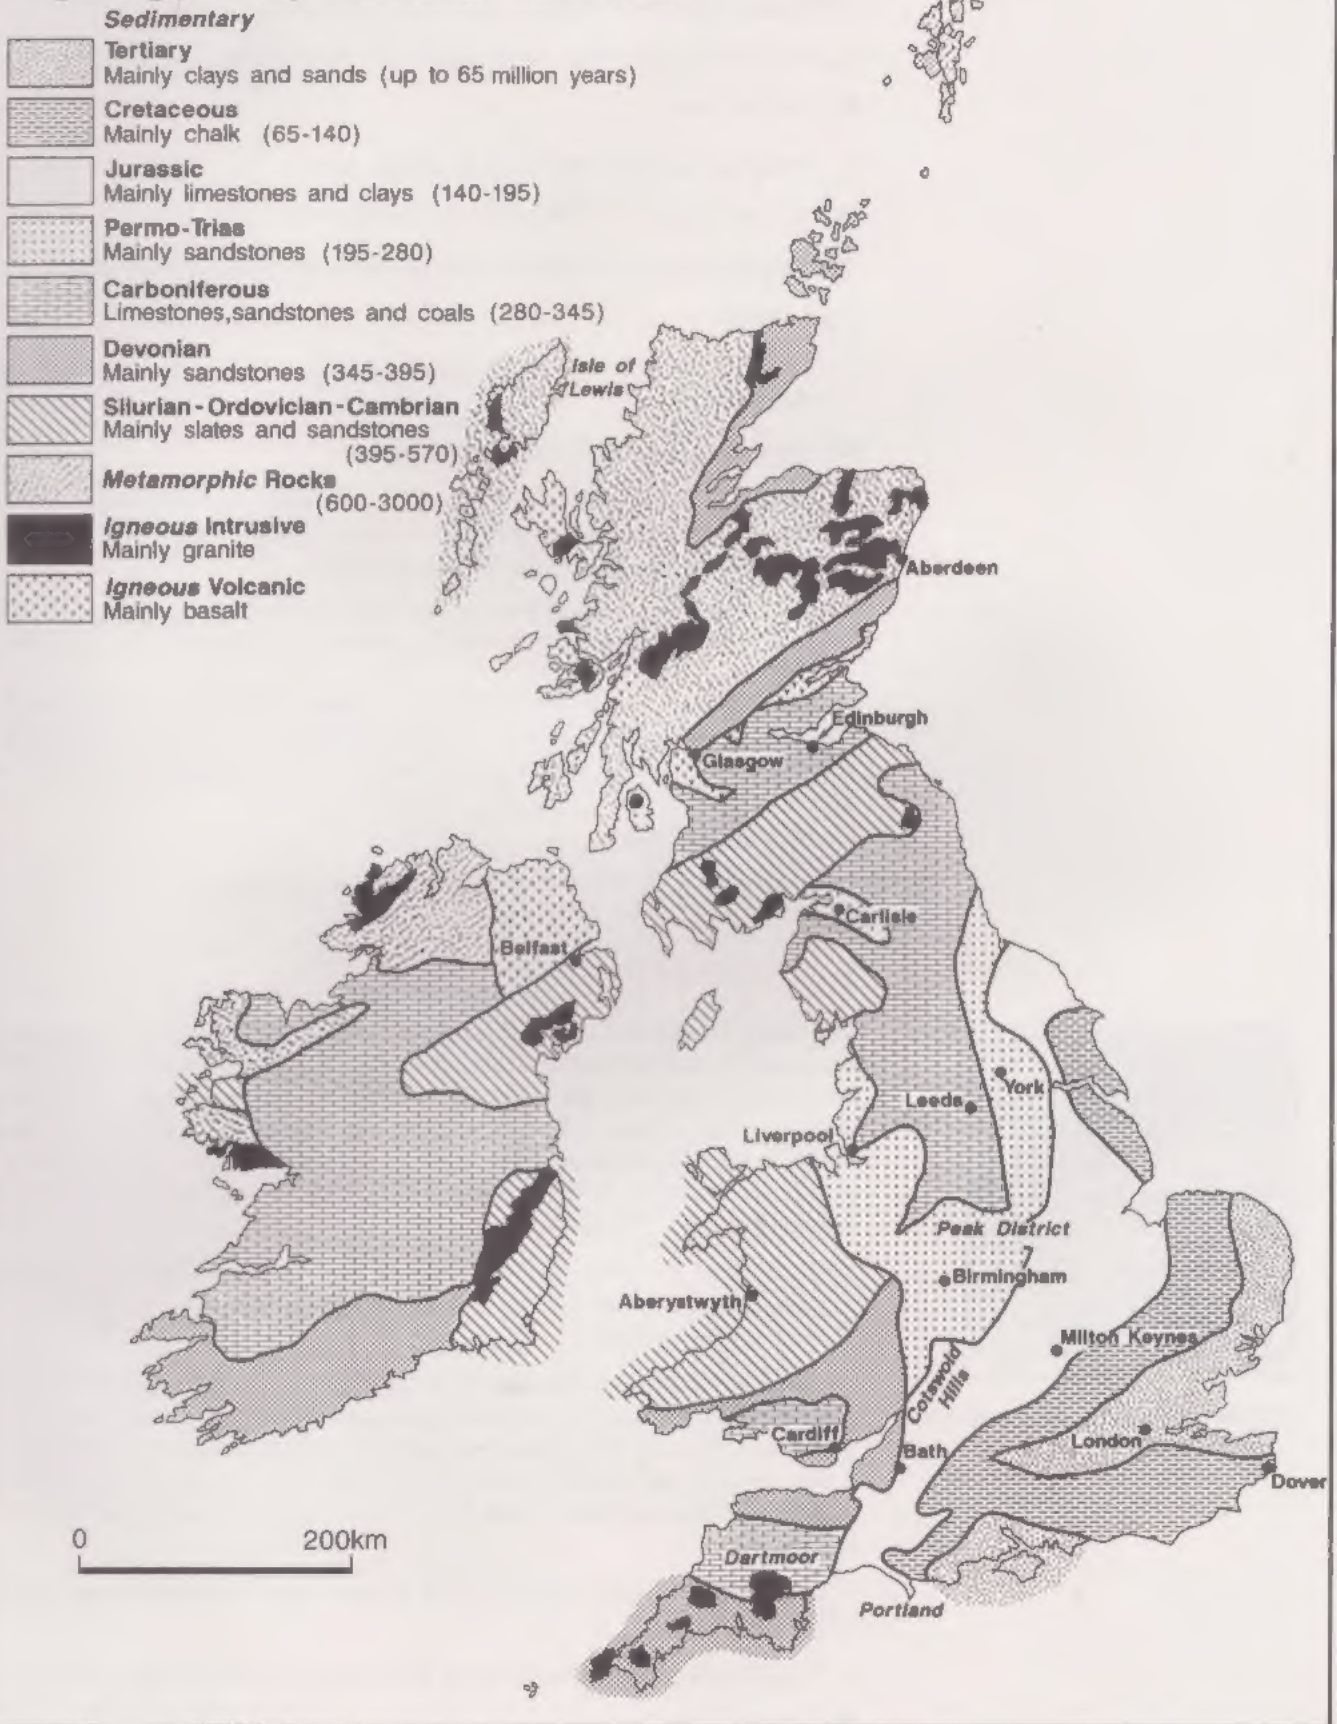 Sedimentary
Tertiary
Mainly clays and sands (up to 65 million years)
Cretaceous
Mainly chalk (65-140)
Jurassic
Mainly limestones and clays (140-195)
Permo-Trias
Mainly sandstones (195-280)
Carboniferous
Limestones,sandstones and coals (280-345)
Devonian
Mainly sandstones (345-395)
Silurian-Ordovician-Cambrian
Mainly slates and sandstones
(395-570)
Metamorphic Rocks
(600-3000)
Igneous Intrusive
Mainly granite
Igneous Volcanic
Mainly basalt
Isle of
Lewis
Aberdeen
Edinburgh
Glasgow
Carlisle
Belfast
York
Leeds
Liverpool
Peak District
Birmingham
Aberystwyth
Milton Keynes
Cotswold
Hills
London
Cardiff
Bath
Dover
0 200km
Dartmoor
Portland